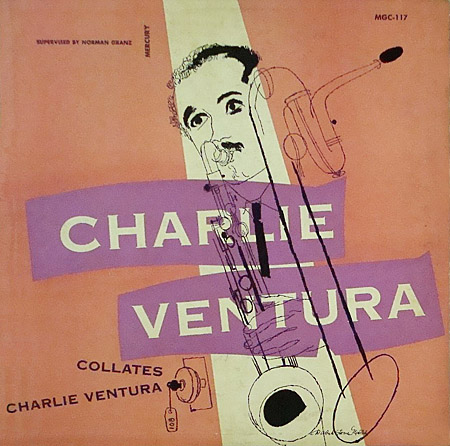 SUPERVISED BY NORMAN GRANZ
MERCURY
MGC-117
CHARLIE
VENTURA
COLLATES
CHARLIE VENTURA